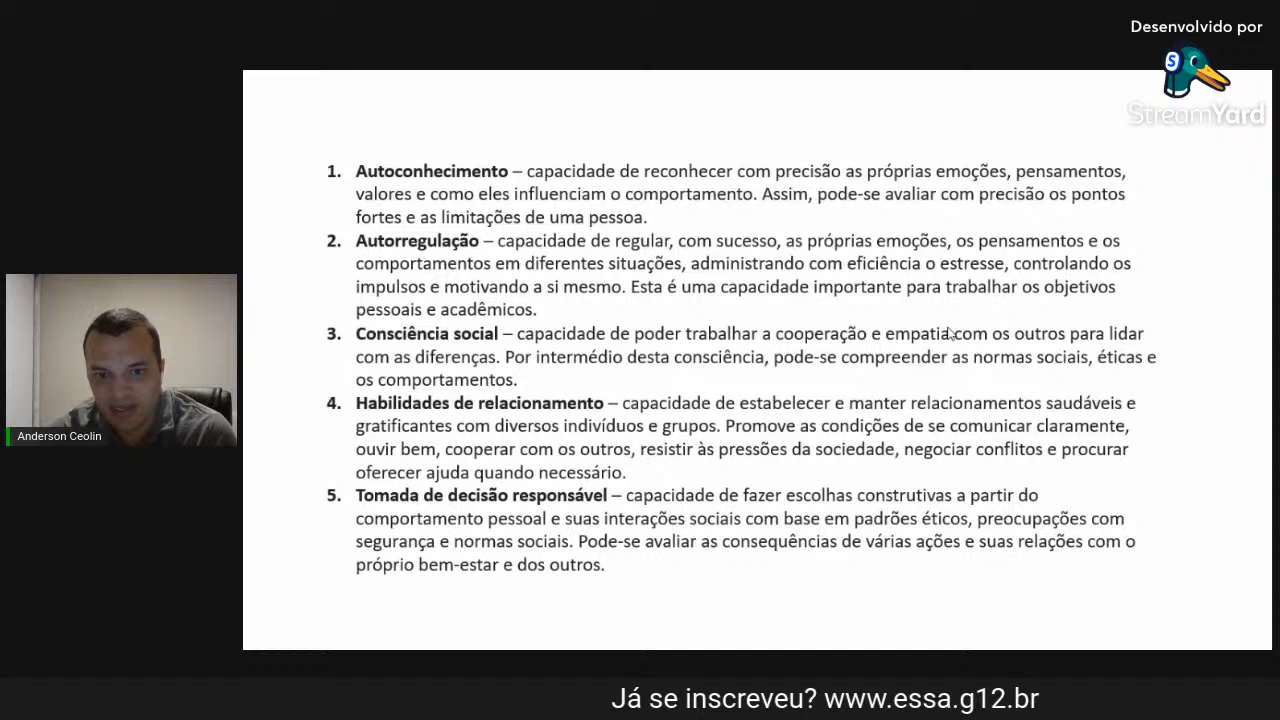 Desenvolvido por
S
StreamYard
1. Autoconhecimento – capacidade de reconhecer com precisão as próprias emoções, pensamentos,
valores e como eles influenciam o comportamento. Assim, pode-se avaliar com precisão os pontos
fortes e as limitações de uma pessoa.
2. Autorregulação – capacidade de regular, com sucesso, as próprias emoções, os pensamentos e os
comportamentos em diferentes situações, administrando com eficiência o estresse, controlando os
impulsos e motivando a si mesmo. Esta é uma capacidade importante para trabalhar os objetivos
pessoais e acadêmicos.
3. Consciência social – capacidade de poder trabalhar a cooperação e empatia com os outros para lidar
com as diferenças. Por intermédio desta consciência, pode-se compreender as normas sociais, éticas e
os comportamentos.
4. Habilidades de relacionamento – capacidade de estabelecer e manter relacionamentos saudáveis e
gratificantes com diversos indivíduos e grupos. Promove as condições de se comunicar claramente,
ouvir bem, cooperar com os outros, resistir às pressões da sociedade, negociar conflitos e procurar
oferecer ajuda quando necessário.
5. Tomada de decisão responsável – capacidade de fazer escolhas construtivas a partir do
comportamento pessoal e suas interações sociais com base em padrões éticos, preocupações com
segurança e normas sociais. Pode-se avaliar as consequências de várias ações e suas relações com o
próprio bem-estar e dos outros.
Anderson Ceolin
Já se inscreveu? www.essa.g12.br